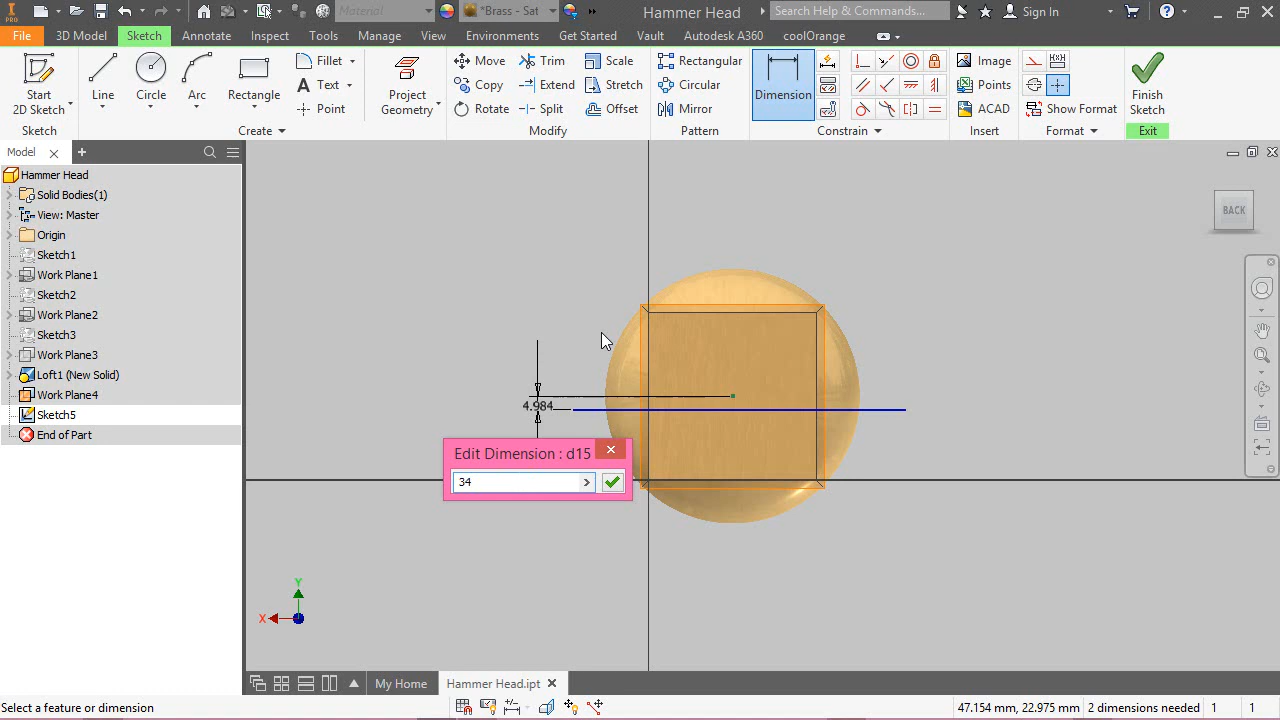 PRO
Material
*Brass - Sat
Hammer Head
Search Help & Commands...
Sign In
File
3D Model
Sketch
Annotate
Inspect
Tools
Manage
View
Environments
Get Started
Vault
Autodesk A360
coolOrange
Start
2D Sketch
Line
Circle
Arc
Rectangle
Fillet
Text
Point
Project
Geometry
Move
Copy
Rotate
Trim
Extend
Split
Scale
Stretch
Offset
Rectangular
Circular
Mirror
Dimension
Image
Points
ACAD
Show Format
Finish
Sketch
Sketch
Create
Modify
Pattern
Constrain
Insert
Format
Exit
Model
Hammer Head
Solid Bodies(1)
View: Master
Origin
Sketch1
Work Plane1
Sketch2
Work Plane2
Sketch3
Work Plane3
Loft1 (New Solid)
Work Plane4
Sketch5
End of Part
BACK
4.984
Edit Dimension : d15
34
Y
X
My Home
Hammer Head.ipt
Select a feature or dimension
47.154 mm, 22.975 mm
2 dimensions needed
1
1